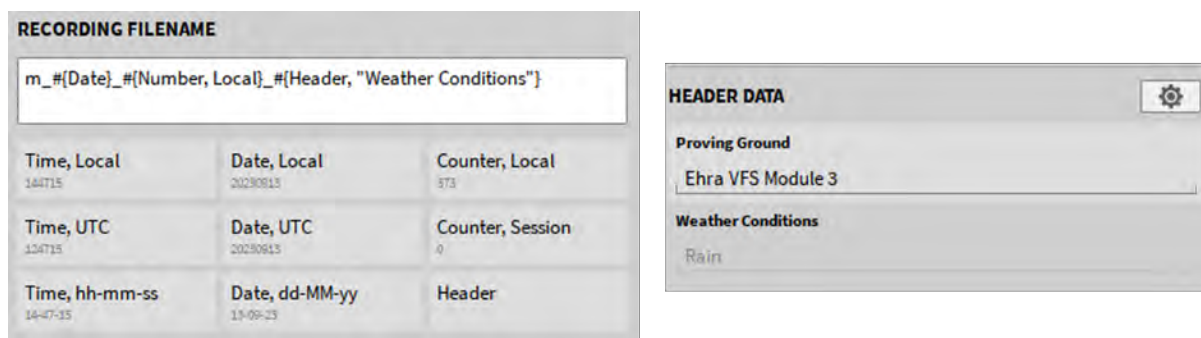 RECORDING FILENAME
m_#{Date}_#{Number, Local}_#{Header, "Weather Conditions"}
Time, Local
144715
Date, Local
20230913
Counter, Local
373
Time, UTC
124715
Date, UTC
20230913
Counter, Session
0
Time, hh-mm-ss
14-47-15
Date, dd-MM-yy
13-09-23
Header
HEADER DATA
Proving Ground
Ehra VFS Module 3
Weather Conditions
Rain